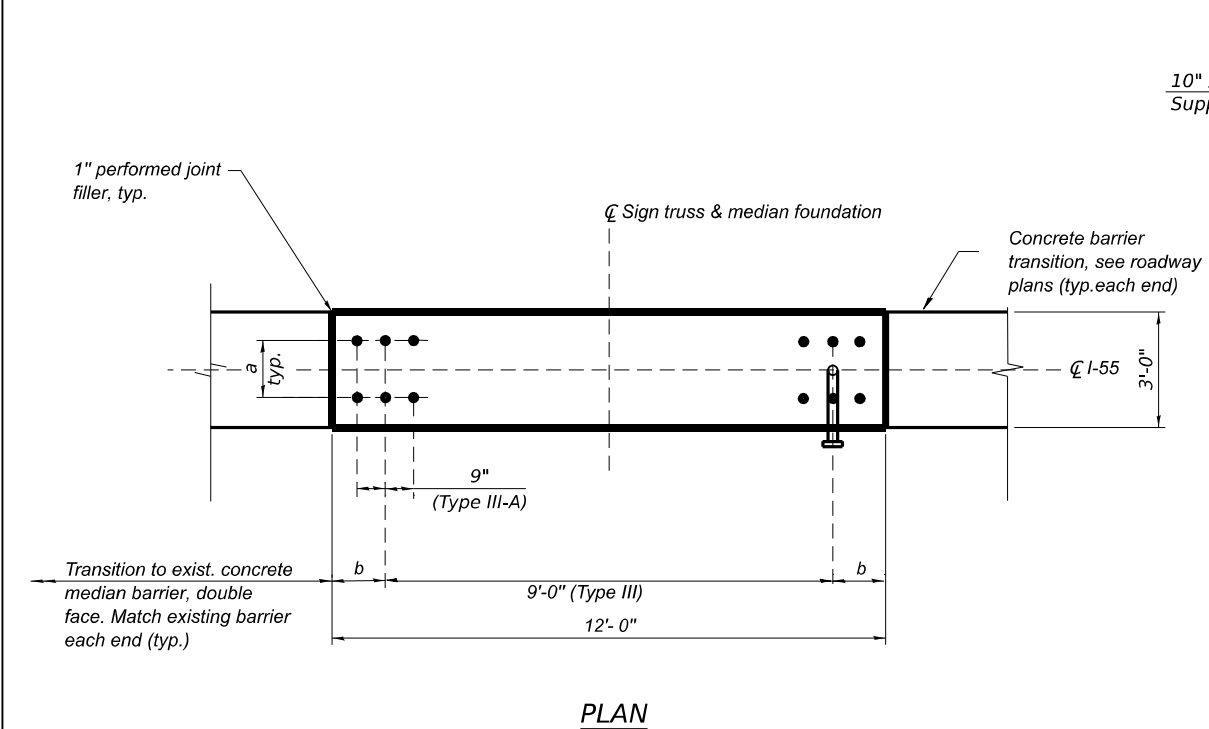 10"
Supp
1" performed joint
filler, typ.
℄ Sign truss & median foundation
Concrete barrier
transition, see roadway
plans (typ.each end)
a
typ.
℄ I-55
3'-0"
9"
(Type III-A)
Transition to exist. concrete
median barrier, double
face. Match existing barrier
each end (typ.)
b
9'-0" (Type III)
b
12'- 0"
PLAN